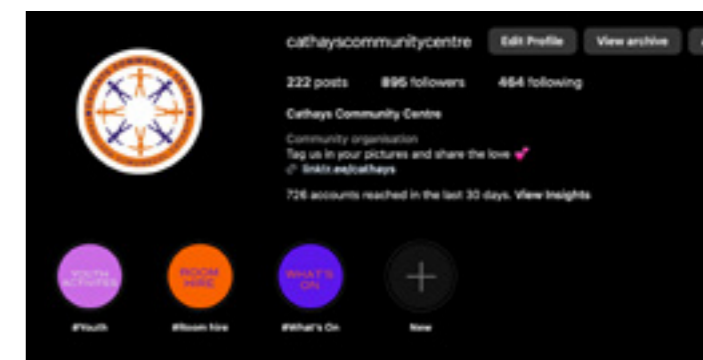 cathayscommunitycentre Edit Profile View archive
222 posts 895 followers 464 following
Cathays Community Centre
Community organisation
Tag us in your pictures and share the love 💕
linktr.ee/cathays
726 accounts reached in the last 30 days. View Insights
YOUTH
ACTIVITES
ROOM
HIRE
WHAT'S
ON
#Youth #Room hire #What's On New